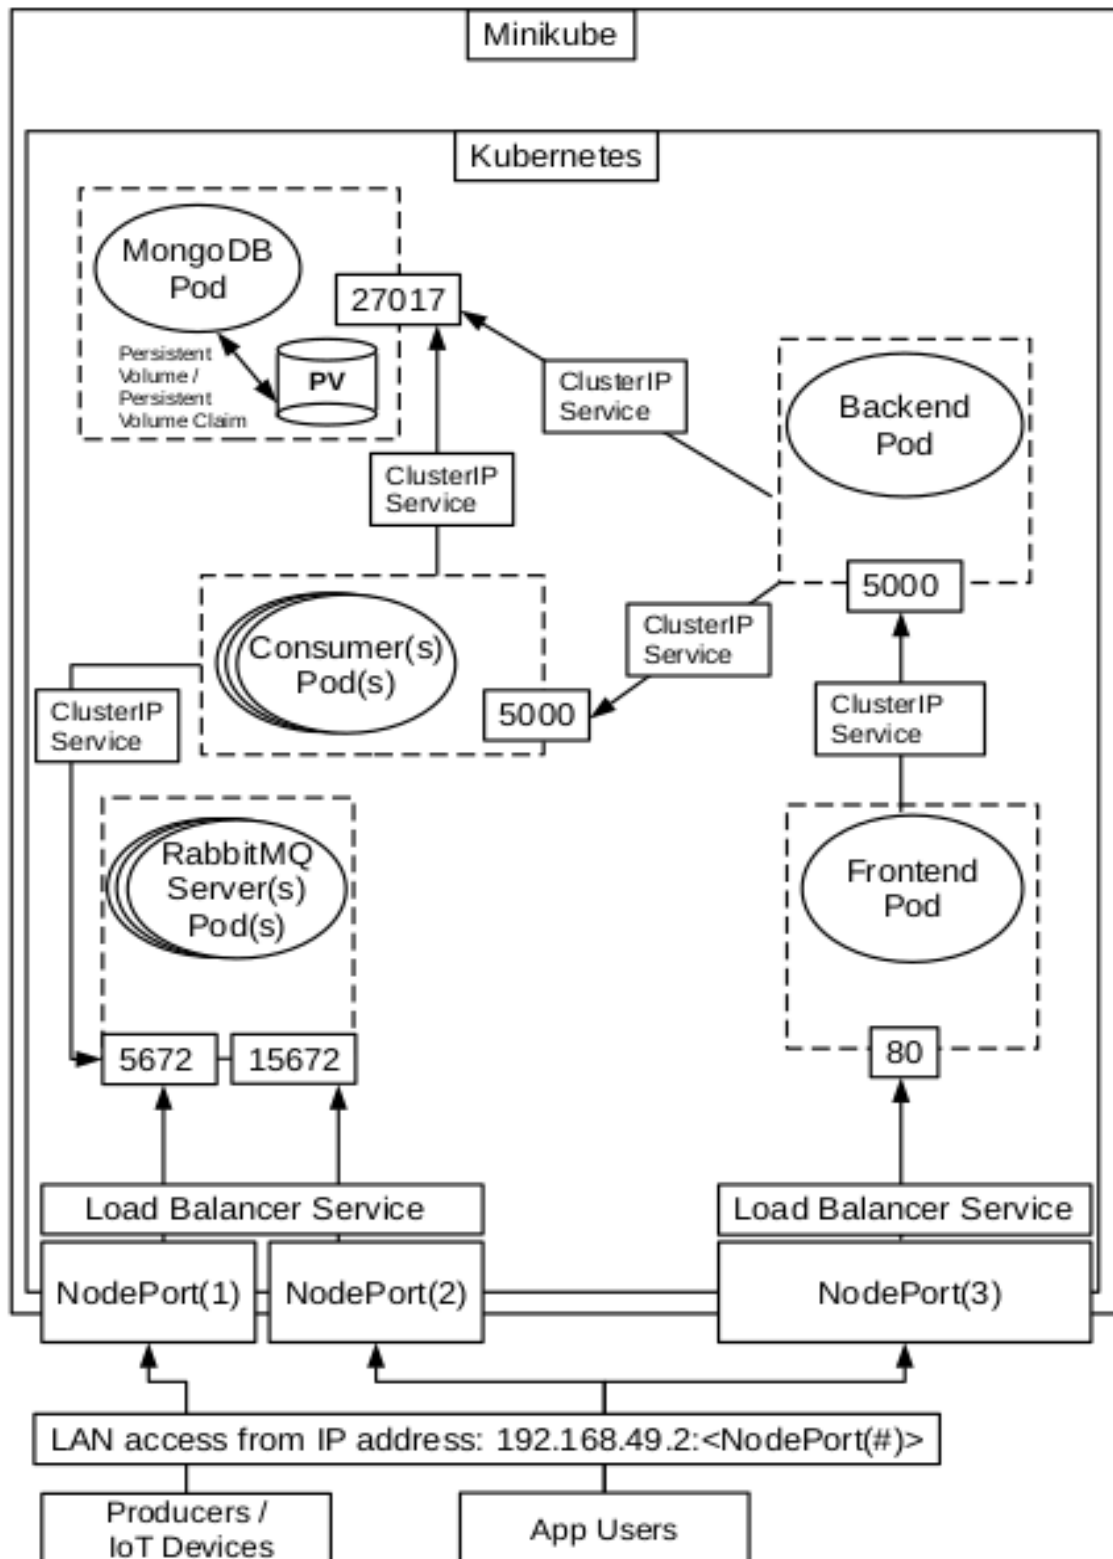 Minikube
Kubernetes
MongoDB
Pod
27017
Persistent
Volume /
Persistent
Volume Claim
PV
ClusterIP
Service
Backend
Pod
ClusterIP
Service
5000
ClusterIP
Service
Consumer(s)
Pod(s)
5000
ClusterIP
Service
ClusterIP
Service
RabbitMQ
Server(s)
Pod(s)
Frontend
Pod
5672
15672
80
Load Balancer Service
Load Balancer Service
NodePort(1)
NodePort(2)
NodePort(3)
LAN access from IP address: 192.168.49.2:<NodePort(#)>
Producers /
IoT Devices
App Users